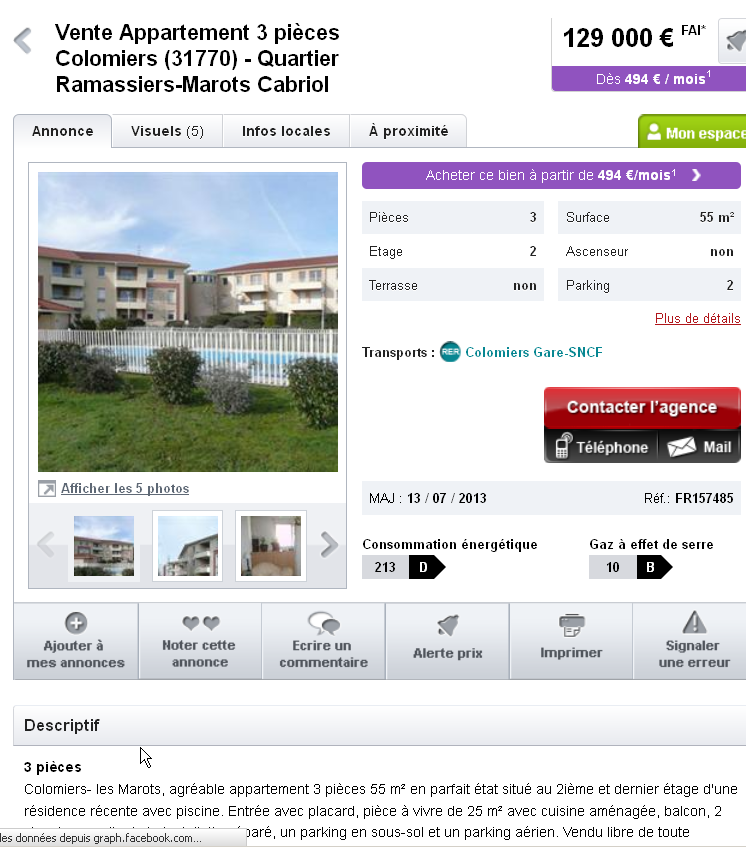 Vente Appartement 3 pièces
Colomiers (31770) - Quartier
Ramassiers-Marots Cabriol
129 000 € FAI*
Dès 494 € / mois¹
Annonce
Visuels (5)
Infos locales
À proximité
Mon espace
Acheter ce bien à partir de 494 €/mois¹
Pièces 3
Surface 55 m²
Etage 2
Ascenseur non
Terrasse non
Parking 2
Plus de détails
Transports : RER Colomiers Gare-SNCF
Contacter l'agence
Téléphone
Mail
Afficher les 5 photos
MAJ : 13 / 07 / 2013
Réf.: FR157485
Consommation énergétique
213 D
Gaz à effet de serre
10 B
Ajouter à
mes annonces
Noter cette
annonce
Ecrire un
commentaire
Alerte prix
Imprimer
Signaler
une erreur
Descriptif
3 pièces
Colomiers- les Marots, agréable appartement 3 pièces 55 m² en parfait état situé au 2ième et dernier étage d'une
résidence récente avec piscine. Entrée avec placard, pièce à vivre de 25 m² avec cuisine aménagée, balcon, 2
un parking en sous-sol et un parking aérien. Vendu libre de toute
des données depuis graph.facebook.com...